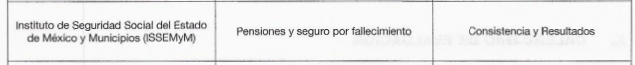 Instituto de Seguridad Social del Estado
de México y Municipios (ISSEMyM)
Pensiones y seguro por fallecimiento
Consistencia y Resultados